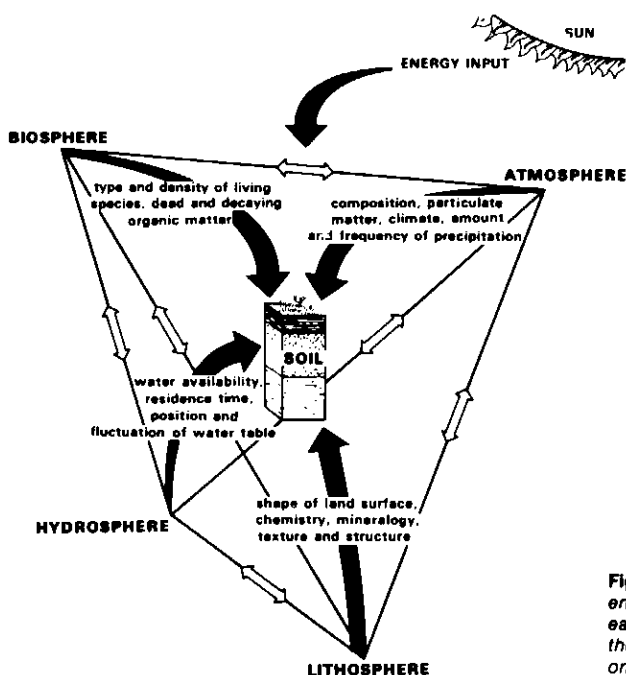 SUN
ENERGY INPUT
BIOSPHERE
ATMOSPHERE
type and density of living
species, dead and decaying
organic matter
composition, particulate
matter, climate, amount
and frequency of precipitation
SOIL
water availability,
residence time,
position and
fluctuation of water table
shape of land surface,
chemistry, mineralogy,
texture and structure
HYDROSPHERE
LITHOSPHERE
Fig